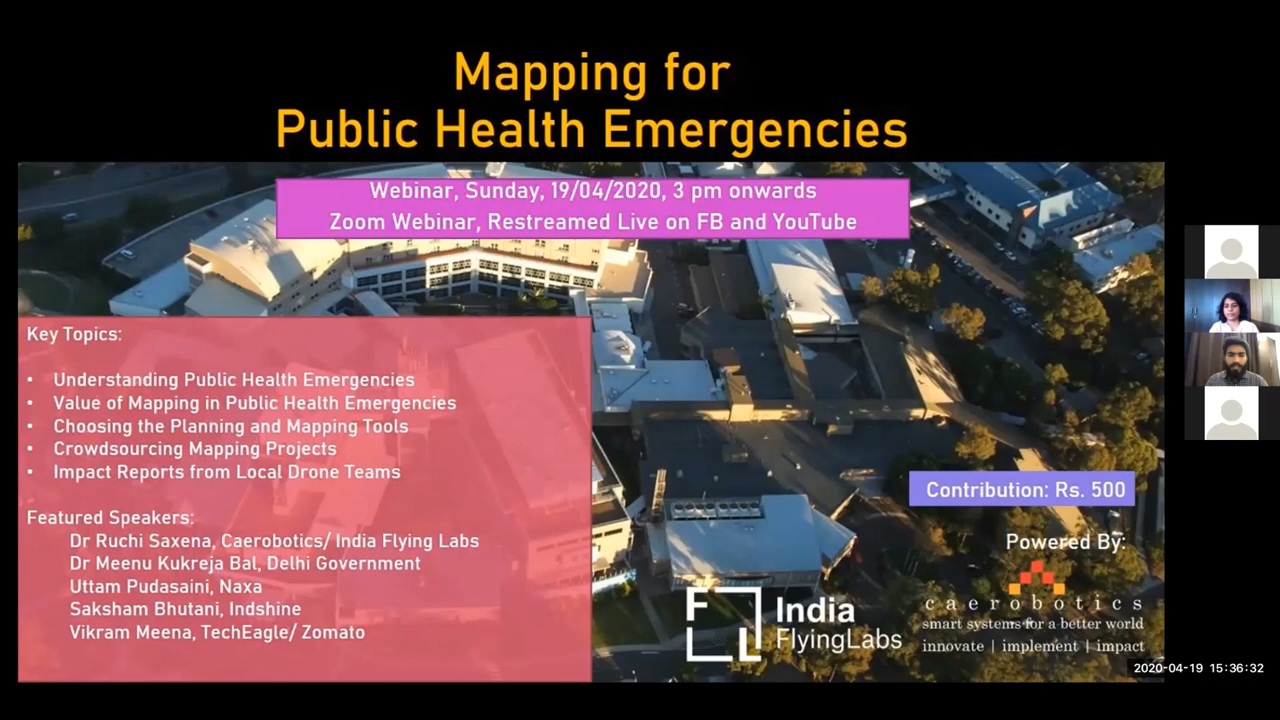 Mapping for
Public Health Emergencies
Webinar, Sunday, 19/04/2020, 3 pm onwards
Zoom Webinar, Restreamed Live on FB and YouTube
Key Topics:
• Understanding Public Health Emergencies
• Value of Mapping in Public Health Emergencies
• Choosing the Planning and Mapping Tools
• Crowdsourcing Mapping Projects
• Impact Reports from Local Drone Teams
Featured Speakers:
Dr Ruchi Saxena, Caerobotics/ India Flying Labs
Dr Meenu Kukreja Bal, Delhi Government
Uttam Pudasaini, Naxa
Saksham Bhutani, Indshine
Vikram Meena, TechEagle/ Zomato
Contribution: Rs. 500
Powered By:
F L
India
FlyingLabs
caerobotics
smart systems for a better world
innovate | implement | impact
2020-04-19 15:36:32